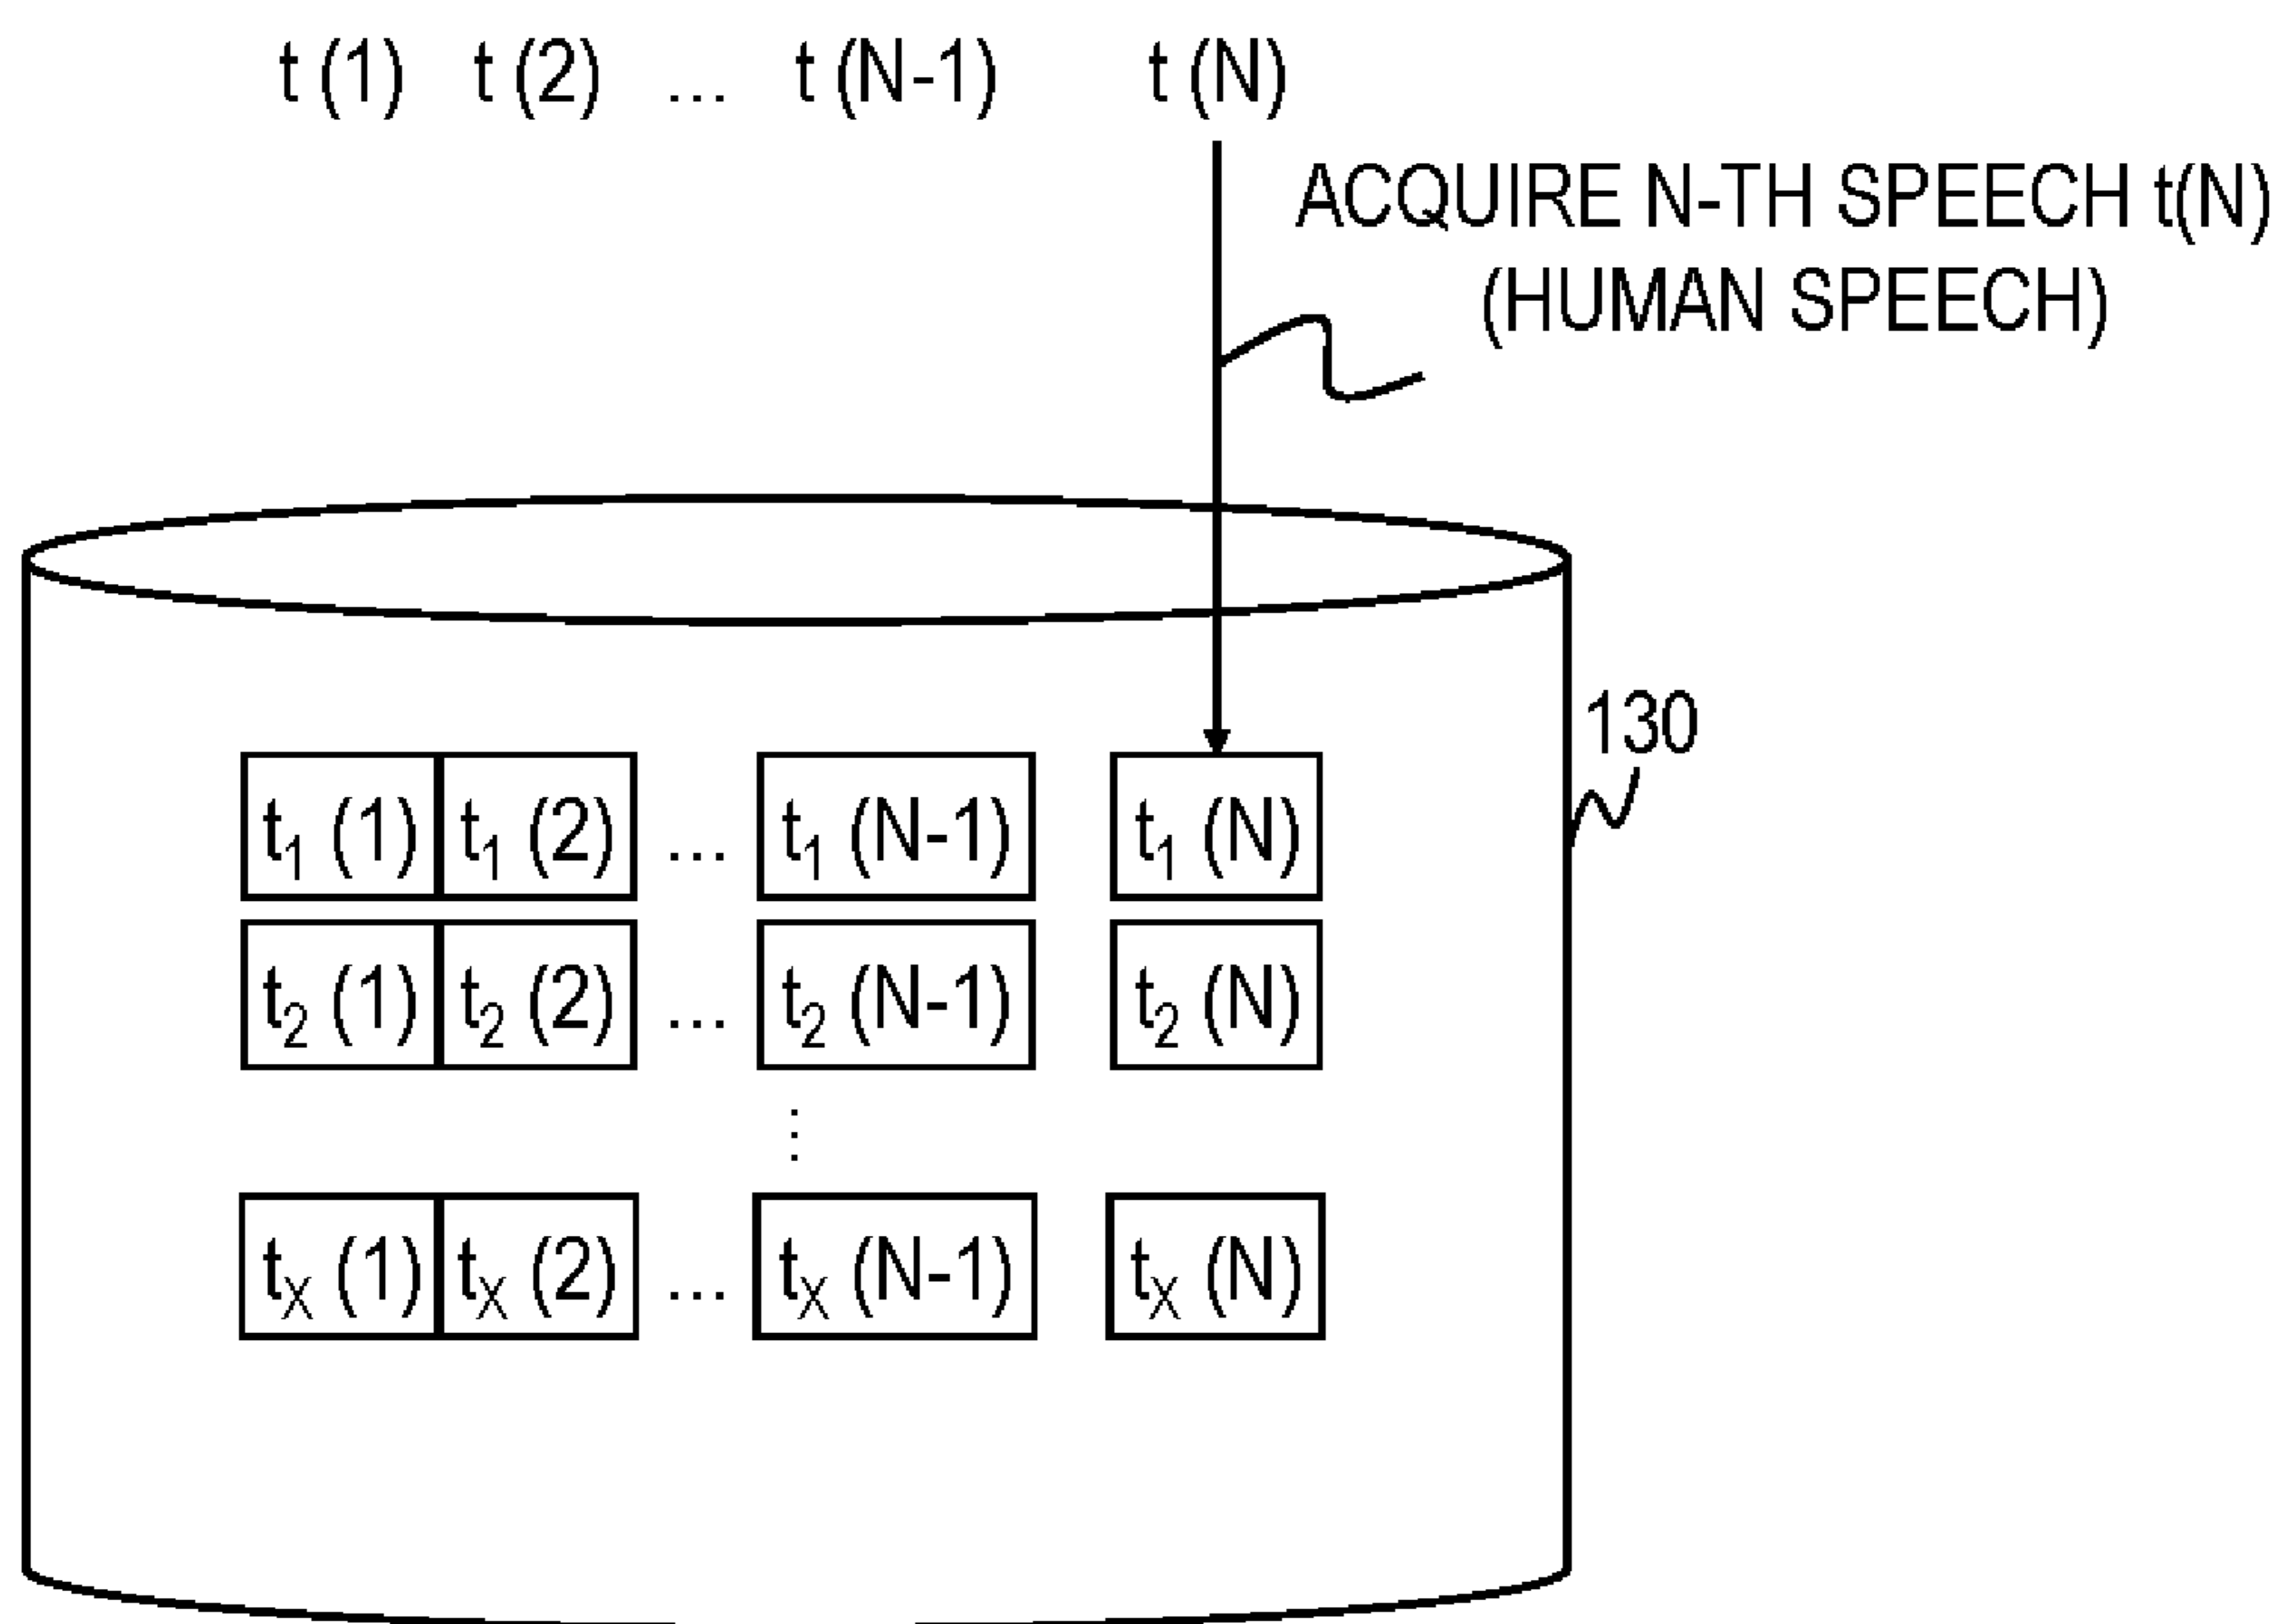 t (1) t (2) ... t (N-1) t (N)
ACQUIRE N-TH SPEECH t(N)
(HUMAN SPEECH)
130
t₁ (1) t₁ (2) ... t₁ (N-1) t₁ (N)
t₂ (1) t₂ (2) ... t₂ (N-1) t₂ (N)
⋮
tₓ (1) tₓ (2) ... tₓ (N-1) tₓ (N)